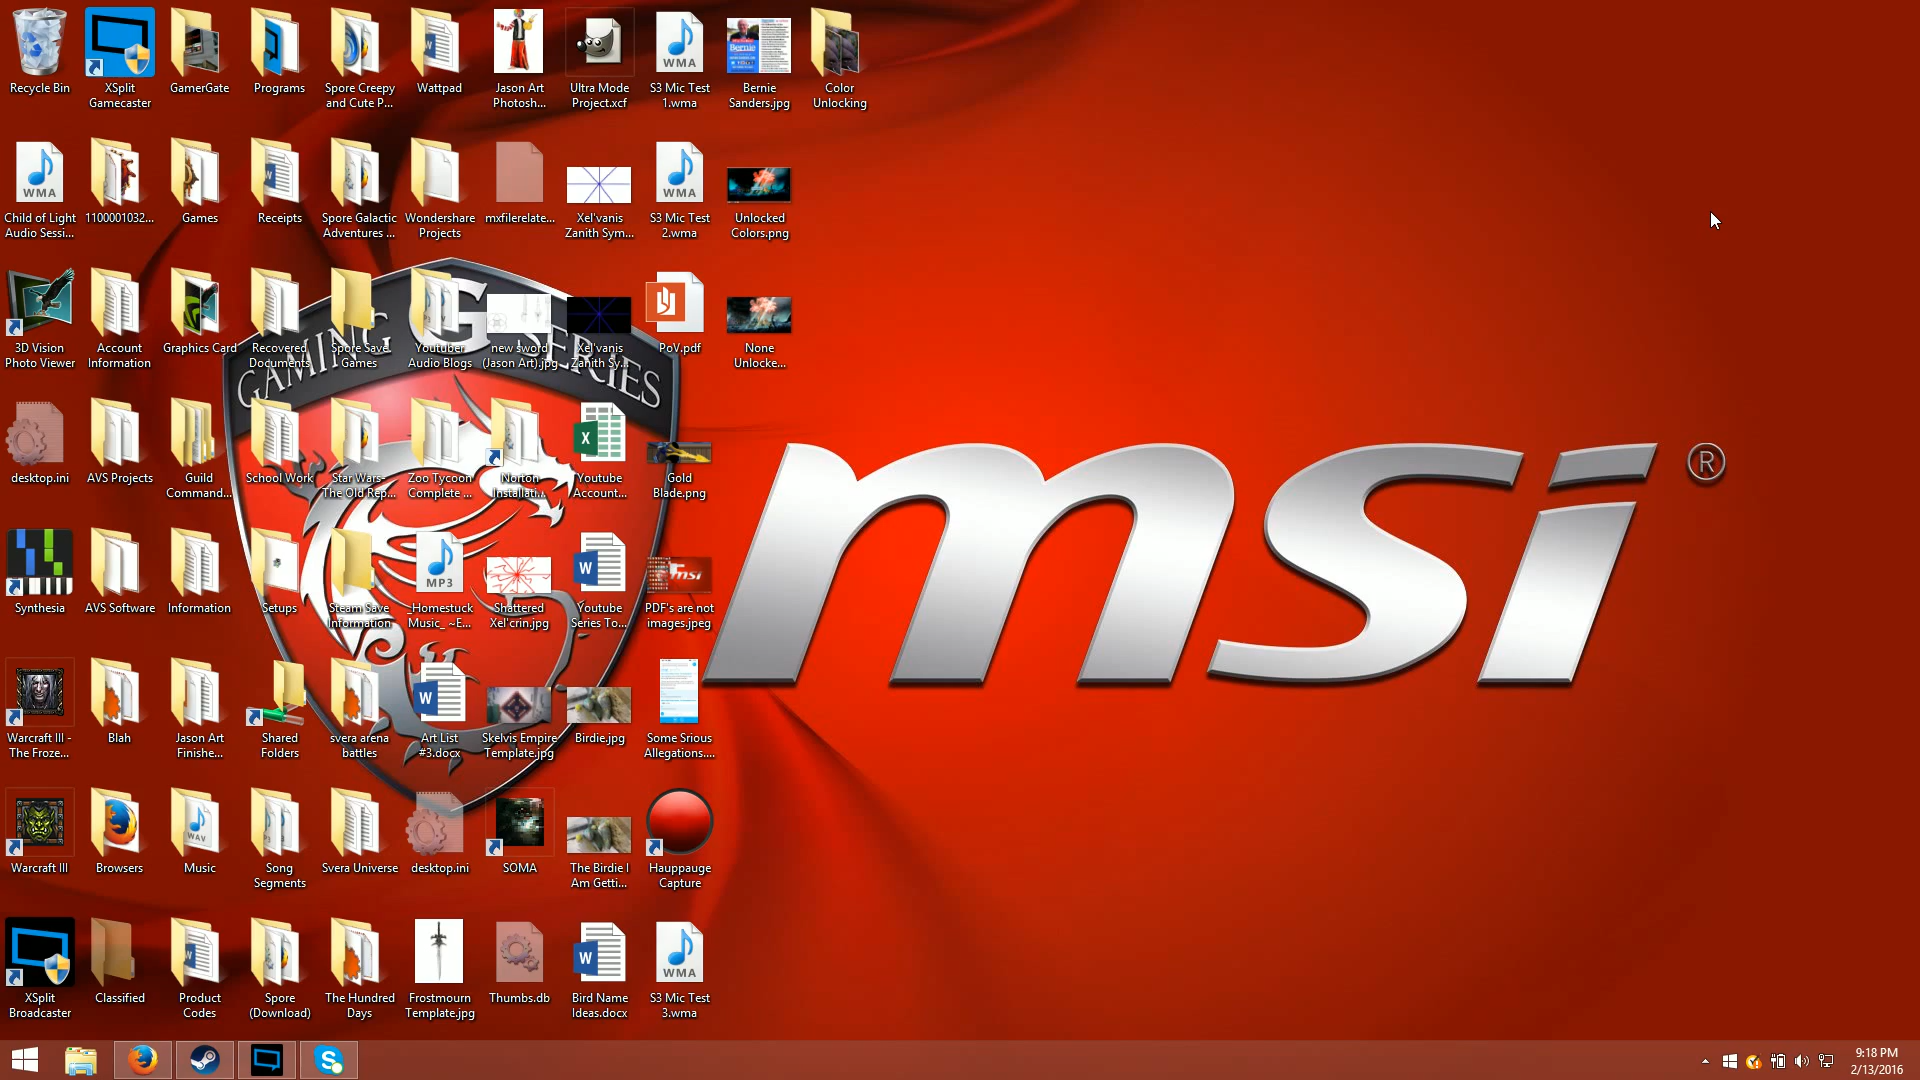 Recycle Bin
XSplit
Gamecaster
GamerGate
Programs
Spore Creepy
and Cute P...
Wattpad
Jason Art
Photosh...
Ultra Mode
Project.xcf
S3 Mic Test
1.wma
Bernie
Sanders.jpg
Color
Unlocking
Child of Light
Audio Sessi...
1100001032...
Games
Receipts
Spore Galactic
Adventures ...
Wondershare
Projects
mxfilerelate...
Xel'vanis
Zanith Sym...
S3 Mic Test
2.wma
Unlocked
Colors.png
3D Vision
Photo Viewer
Account
Information
Graphics Card
Recovered
Documents
Spore Save
Games
Youtuber
Audio Blogs
new sword
(Jason Art).jpg
Xel'vanis
Zanith Sy...
PoV.pdf
None
Unlocke...
GAMING G SERIES
desktop.ini
AVS Projects
Guild
Command...
School Work
Star Wars-
The Old Rep...
Zoo Tycoon
Complete ...
Norton
Installati...
Youtube
Account...
Gold
Blade.png
msi ®
Synthesia
AVS Software
Information
Setups
Steam Save
Information
_Homestuck
Music_ ~E...
Shattered
Xel'crin.jpg
Youtube
Series To...
PDF's are not
images.jpeg
Warcraft III -
The Froze...
Blah
Jason Art
Finishe...
Shared
Folders
svera arena
battles
Art List
#3.docx
Skelvis Empire
Template.jpg
Birdie.jpg
Some Srious
Allegations....
Warcraft III
Browsers
Music
Song
Segments
Svera Universe
desktop.ini
SOMA
The Birdie I
Am Getti...
Hauppauge
Capture
XSplit
Broadcaster
Classified
Product
Codes
Spore
(Download)
The Hundred
Days
Frostmourn
Template.jpg
Thumbs.db
Bird Name
Ideas.docx
S3 Mic Test
3.wma
9:18 PM
2/13/2016